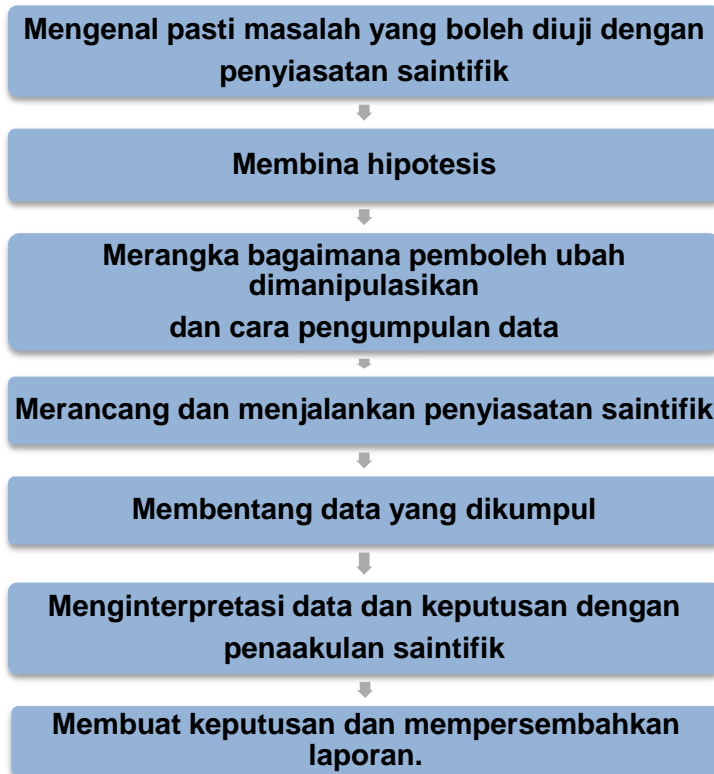 Mengenal pasti masalah yang boleh diuji dengan
penyiasatan saintifik
Membina hipotesis
Merangka bagaimana pemboleh ubah
dimanipulasikan
dan cara pengumpulan data
Merancang dan menjalankan penyiasatan saintifik
Membentang data yang dikumpul
Menginterpretasi data dan keputusan dengan
penaakulan saintifik
Membuat keputusan dan mempersembahkan
laporan.